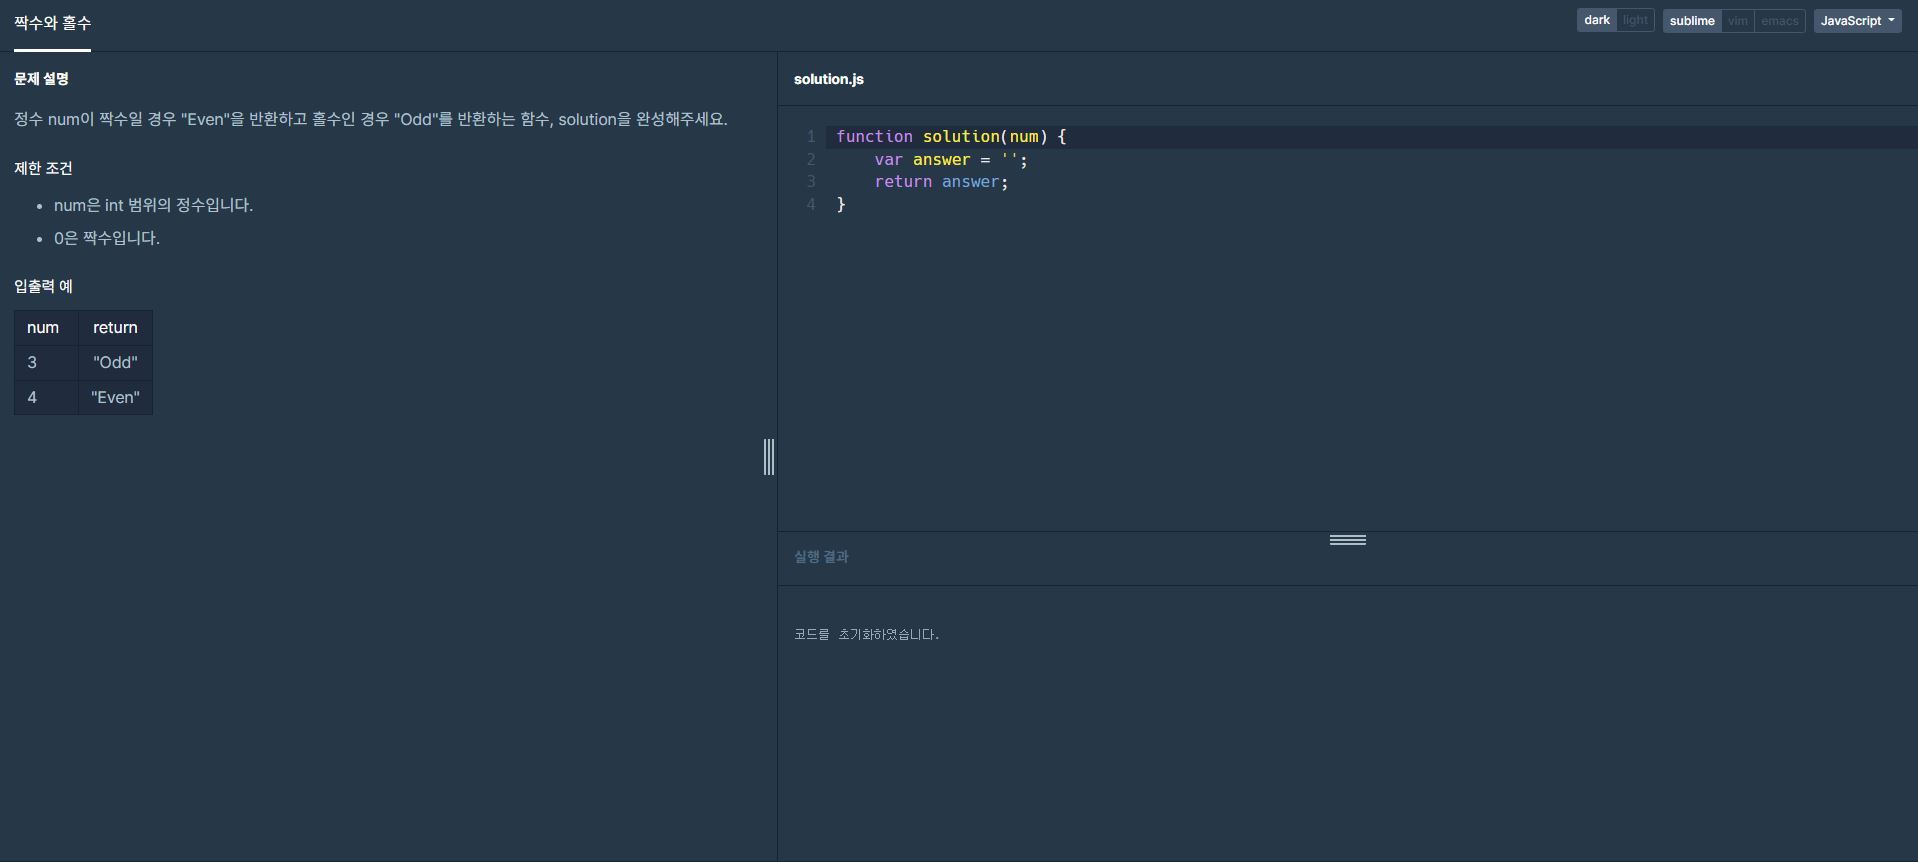 짝수와 홀수
dark light sublime vim emacs JavaScript
문제 설명
정수 num이 짝수일 경우 "Even"을 반환하고 홀수인 경우 "Odd"를 반환하는 함수, solution을 완성해주세요.
제한 조건
• num은 int 범위의 정수입니다.
• 0은 짝수입니다.
입출력 예
num return
3 "Odd"
4 "Even"
solution.js
1 function solution(num) {
2     var answer = '';
3     return answer;
4 }
실행 결과
코드를 초기화하였습니다.